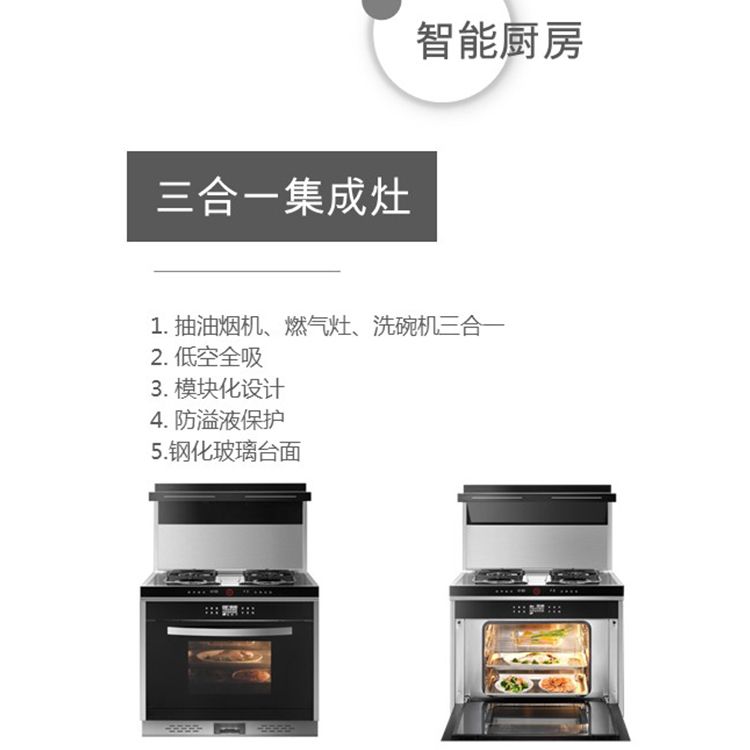 智能厨房
三合一集成灶
1. 抽油烟机、燃气灶、洗碗机三合一
2. 低空全吸
3. 模块化设计
4. 防溢液保护
5.钢化玻璃台面